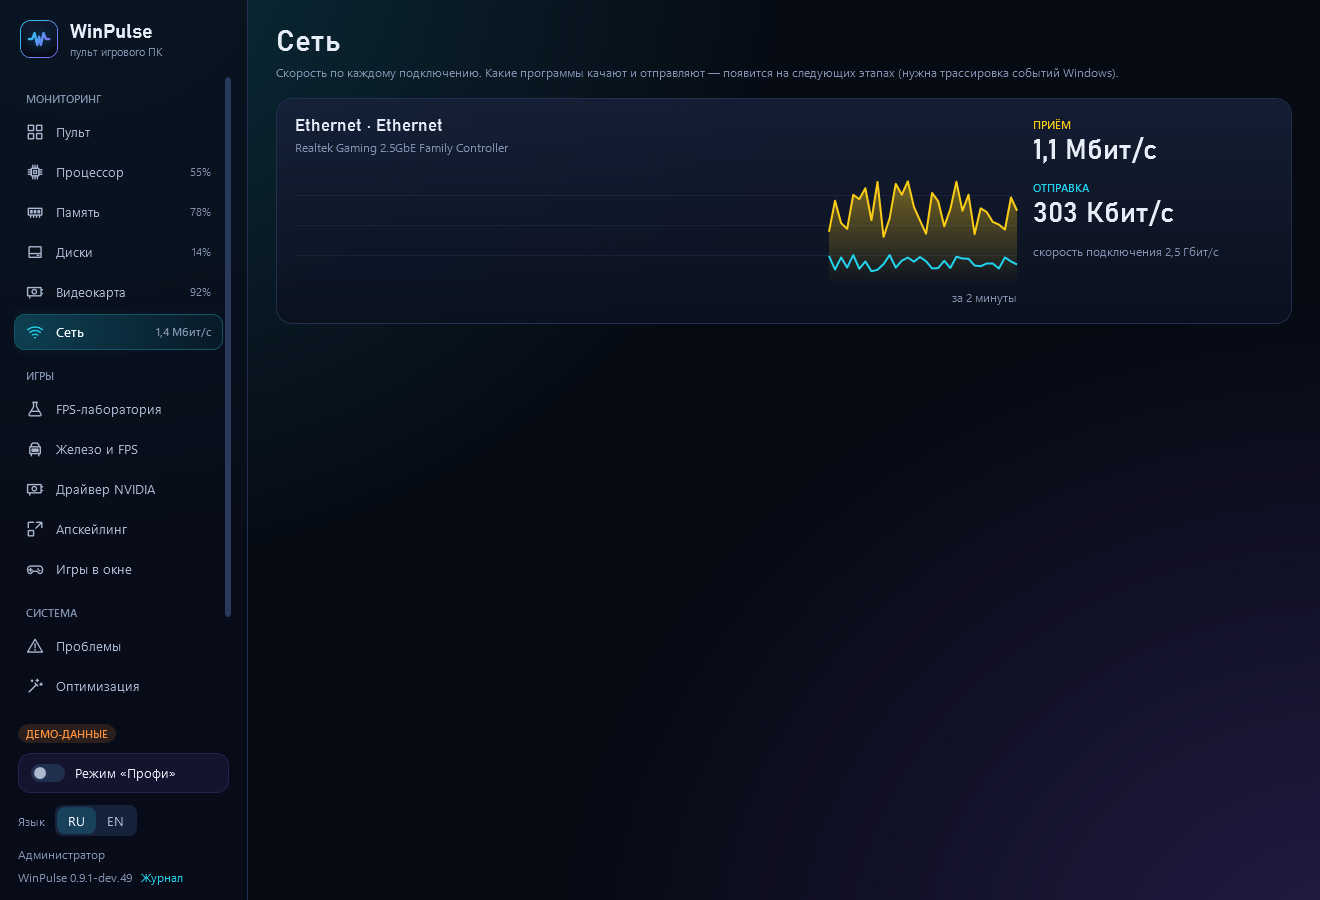 WinPulse
пульт игрового ПК
МОНИТОРИНГ
Пульт
Процессор 55%
Память 78%
Диски 14%
Видеокарта 92%
Сеть 1,4 Мбит/с
ИГРЫ
FPS-лаборатория
Железо и FPS
Драйвер NVIDIA
Апскейлинг
Игры в окне
СИСТЕМА
Проблемы
Оптимизация
ДЕМО-ДАННЫЕ
Режим «Профи»
Язык RU EN
Администратор
WinPulse 0.9.1-dev.49 Журнал
Сеть
Скорость по каждому подключению. Какие программы качают и отправляют — появится на следующих этапах (нужна трассировка событий Windows).
Ethernet · Ethernet
Realtek Gaming 2.5GbE Family Controller
за 2 минуты
ПРИЁМ
1,1 Мбит/с
ОТПРАВКА
303 Кбит/с
скорость подключения 2,5 Гбит/с